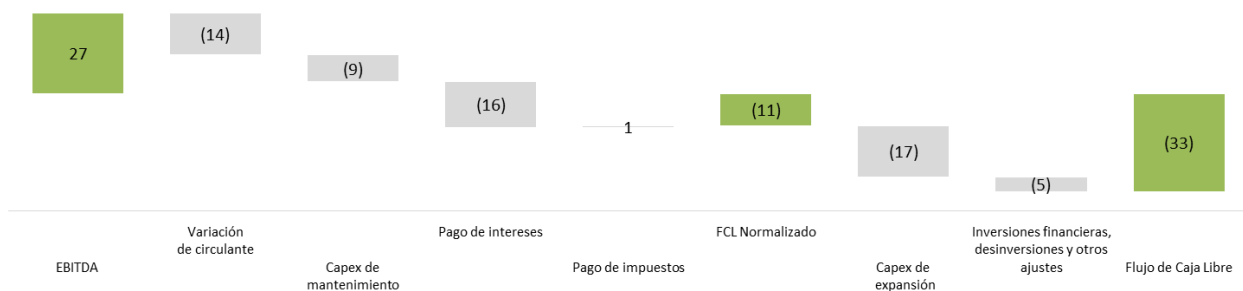 27
(14)
(9)
(16)
1
(11)
(17)
(5)
(33)
EBITDA
Variación
de circulante
Capex de
mantenimiento
Pago de intereses
Pago de impuestos
FCL Normalizado
Capex de
expansión
Inversiones financieras,
desinversiones y otros
ajustes
Flujo de Caja Libre